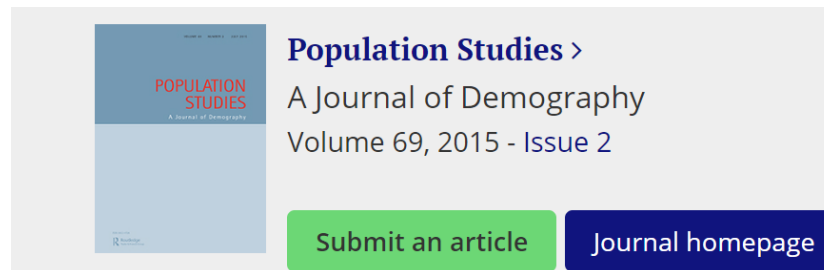 POPULATION
STUDIES
A Journal of Demography
Routledge
Population Studies >
A Journal of Demography
Volume 69, 2015 - Issue 2
Submit an article
Journal homepage